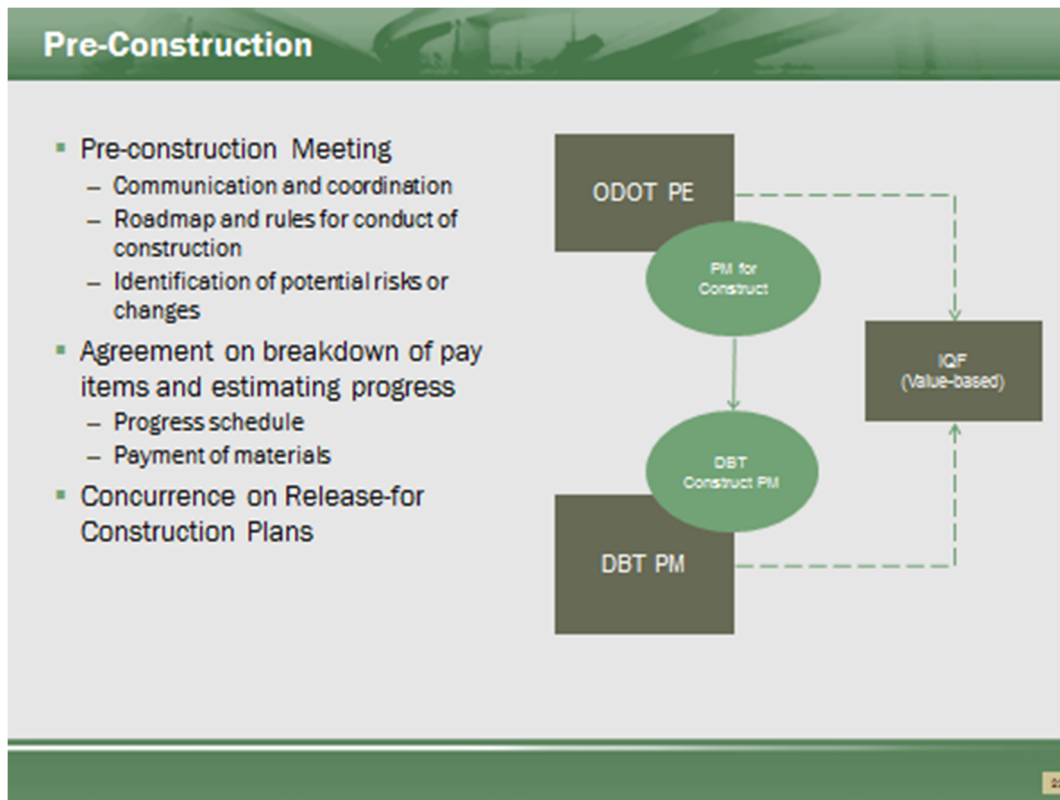 Pre-Construction
Pre-construction Meeting
– Communication and coordination
– Roadmap and rules for conduct of
construction
– Identification of potential risks or
changes
Agreement on breakdown of pay
items and estimating progress
– Progress schedule
– Payment of materials
Concurrence on Release-for
Construction Plans
ODOT PE
PM for
Construct
IQF
(Value-based)
DBT
Construct PM
DBT PM